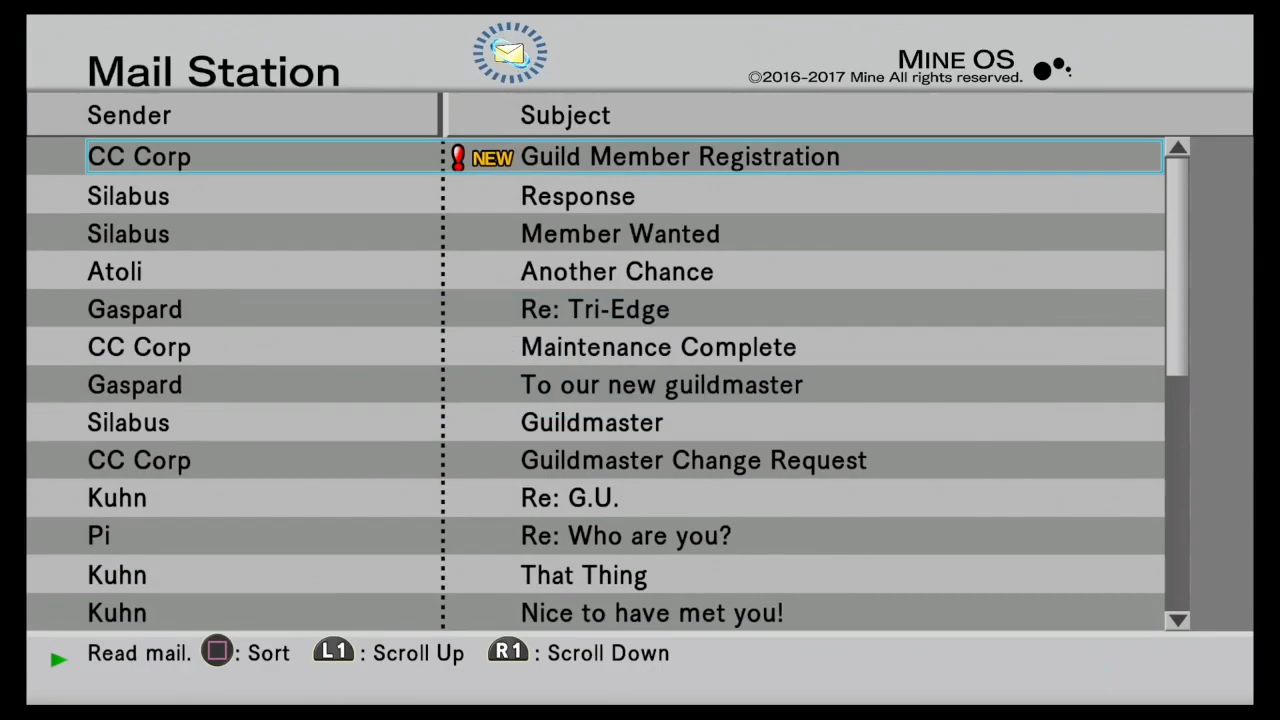 Mail Station
MINE OS
©2016-2017 Mine All rights reserved.
Sender Subject
CC Corp NEW Guild Member Registration
Silabus Response
Silabus Member Wanted
Atoli Another Chance
Gaspard Re: Tri-Edge
CC Corp Maintenance Complete
Gaspard To our new guildmaster
Silabus Guildmaster
CC Corp Guildmaster Change Request
Kuhn Re: G.U.
Pi Re: Who are you?
Kuhn That Thing
Kuhn Nice to have met you!
Read mail. : Sort L1 : Scroll Up R1 : Scroll Down